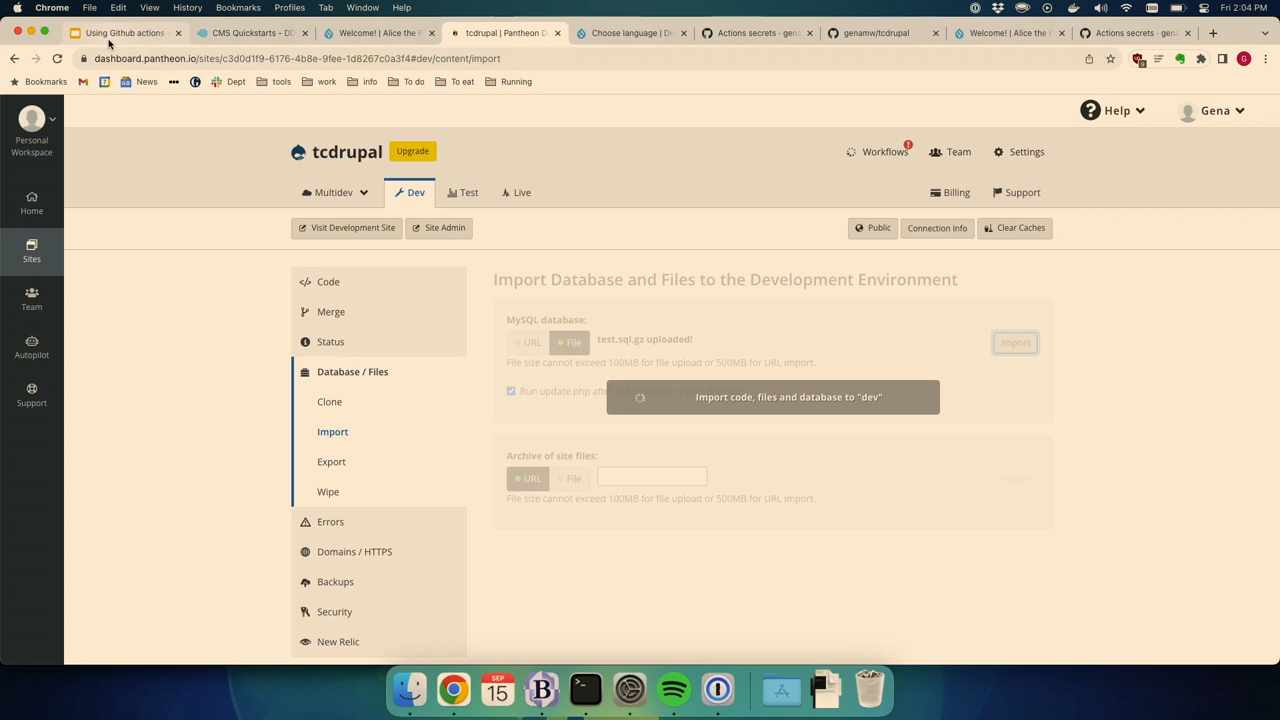 Chrome File Edit View History Bookmarks Profiles Tab Window Help
Fri 2:04 PM
Using Github actions -
CMS Quickstarts - DD
Welcome! | Alice the
tcdrupal | Pantheon D
Choose language | Dr
Actions secrets · gena
genamw/tcdrupal
Welcome! | Alice the
Actions secrets · gena
dashboard.pantheon.io/sites/c3d0d1f9-6176-4b8e-9fee-1d8267c0a3f4#dev/content/import
G
Bookmarks
News
Dept
tools
work
info
To do
To eat
Running
Personal
Workspace
Home
Sites
Team
Autopilot
Support
Help
Gena
tcdrupal
Upgrade
Workflows
!
Team
Settings
Multidev
Dev
Test
Live
Billing
Support
Visit Development Site
Site Admin
Public
Connection Info
Clear Caches
Code
Merge
Status
Database / Files
Clone
Import
Export
Wipe
Errors
Domains / HTTPS
Backups
Security
New Relic
Import Database and Files to the Development Environment
MySQL database:
URL
File
test.sql.gz uploaded!
Import
File size cannot exceed 100MB for file upload or 500MB for URL import.
Run update.php
Import code, files and database to "dev"
Archive of site files:
URL
File
Import
File size cannot exceed 100MB for file upload or 500MB for URL import.
SEP
15
B
>_